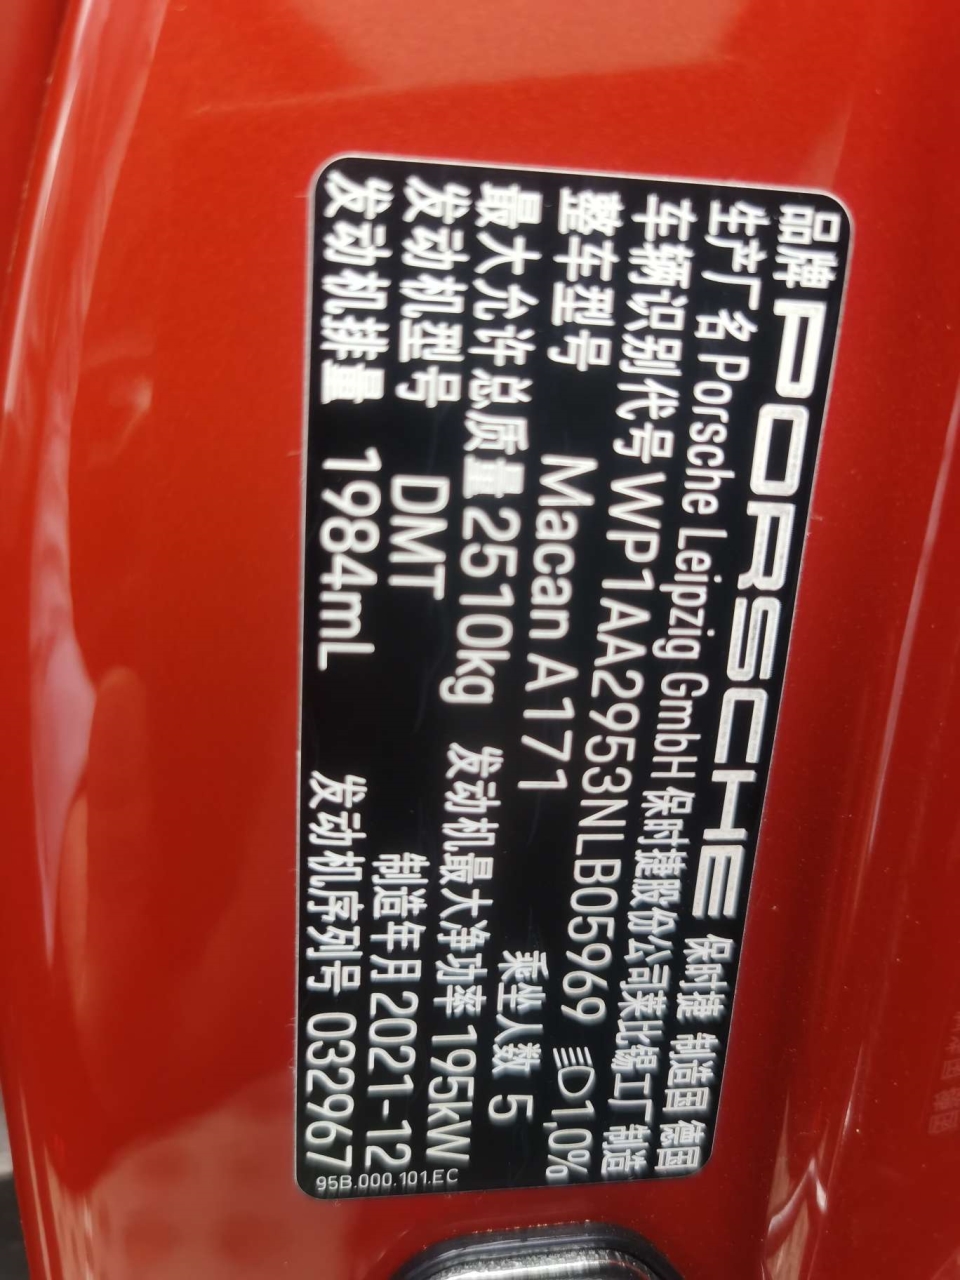 品牌 PORSCHE 保时捷 制造国 德国
生产厂名 Porsche Leipzig GmbH 保时捷股份公司莱比锡工厂制造
车辆识别代号 WP1AA2953NLB05969 1,0%
整车型号 Macan A171 乘坐人数 5
最大允许总质量 2510kg 发动机最大净功率 195kW
发动机型号 DMT 制造年月 2021-12
发动机排量 1984mL 发动机序列号 032967
95B.000.101.EC